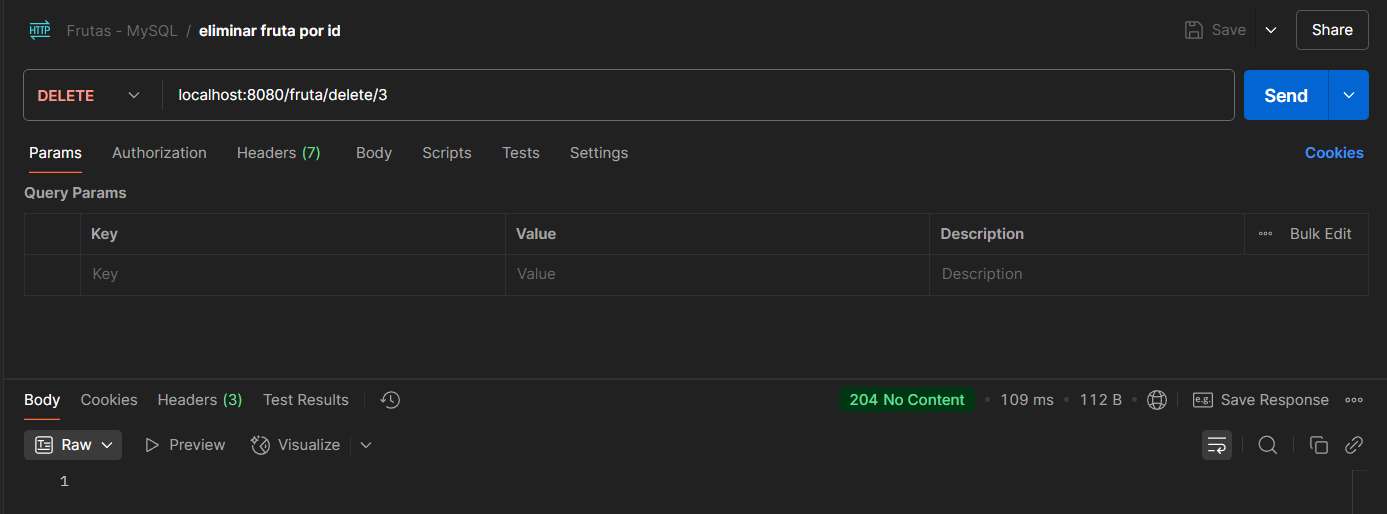 HTTP Frutas - MySQL / eliminar fruta por id Save Share
DELETE localhost:8080/fruta/delete/3 Send
Params Authorization Headers (7) Body Scripts Tests Settings Cookies
Query Params
Key Value Description Bulk Edit
Key Value Description
Body Cookies Headers (3) Test Results 204 No Content • 109 ms • 112 B • e.g. Save Response
Raw Preview Visualize
1